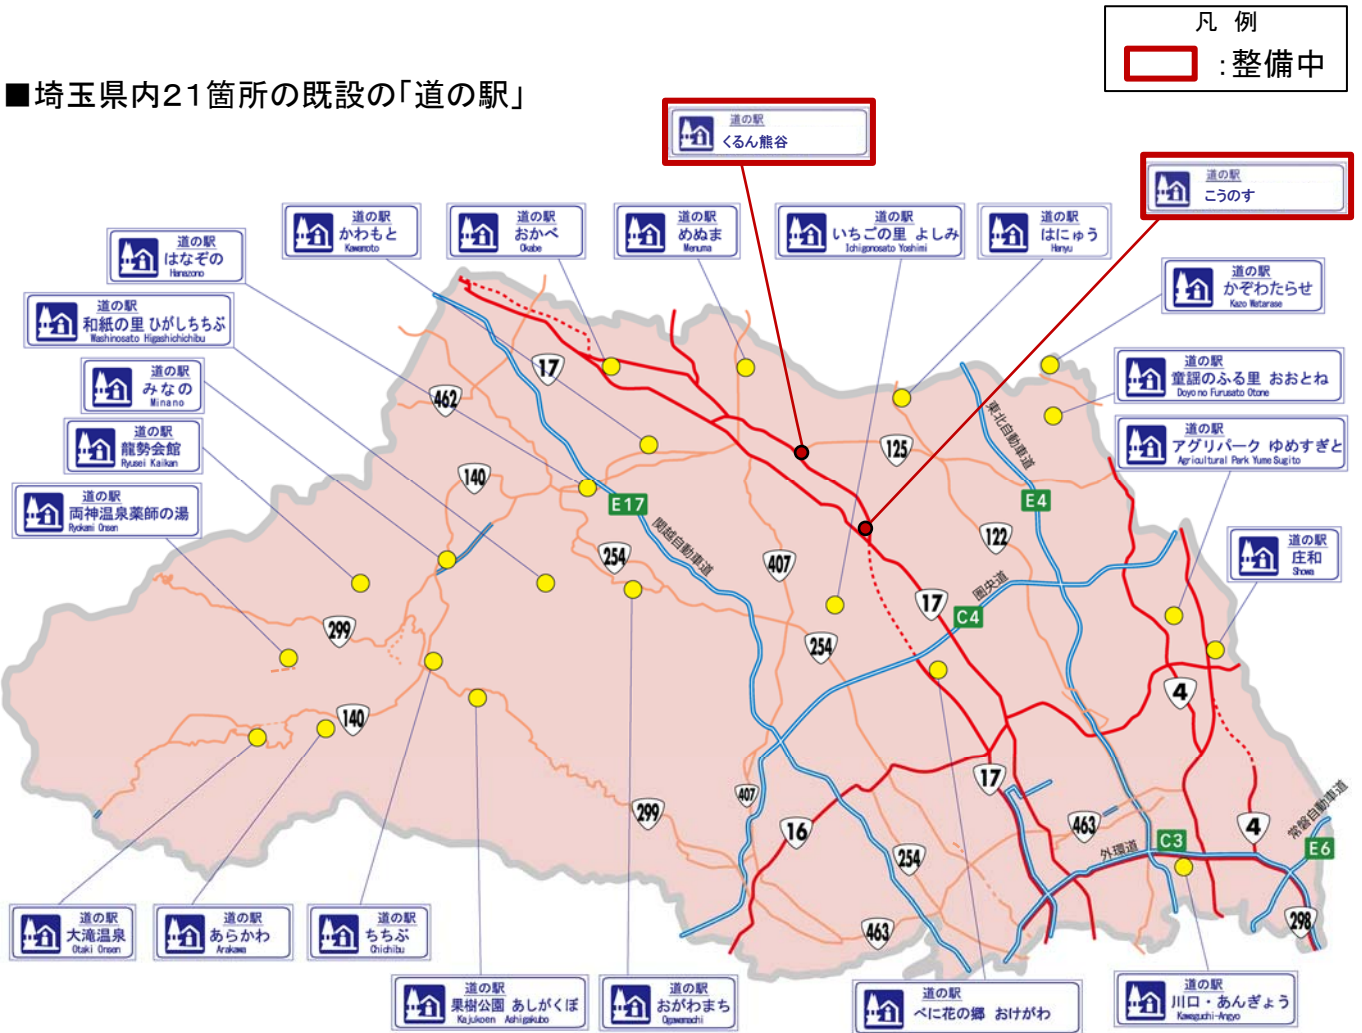 凡 例
：整備中
■埼玉県内２１箇所の既設の「道の駅」
道の駅
くるん熊谷
道の駅
こうのす
道の駅
かわもと
Kawamoto
道の駅
おかべ
Okabe
道の駅
めぬま
Menuma
道の駅
いちごの里 よしみ
Ichigonosato Yoshimi
道の駅
はにゅう
Hanyu
道の駅
はなぞの
Hanazono
道の駅
かぞわたらせ
Kazo Watarase
道の駅
和紙の里 ひがしちちぶ
Washinosato Higashichichibu
道の駅
みなの
Minano
道の駅
童謡のふる里 おおとね
Doyo no Furusato Otone
道の駅
龍勢会館
Ryusei Kaikan
道の駅
アグリパーク ゆめすぎと
Agricultural Park Yume Sugito
道の駅
両神温泉薬師の湯
Ryokami Onsen
道の駅
庄和
Showa
17
462
東北自動車道
125
140
E17
E4
関越自動車道
122
254
407
圏央道
17
C4
299
254
4
140
17
407
299
16
463
4
常磐自動車道
外環道
C3
E6
254
463
298
道の駅
大滝温泉
Otaki Onsen
道の駅
あらかわ
Arakawa
道の駅
ちちぶ
Chichibu
道の駅
果樹公園 あしがくぼ
Kajukoen Ashigakubo
道の駅
おがわまち
Ogawamachi
道の駅
べに花の郷 おけがわ
道の駅
川口・あんぎょう
Kawaguchi-Angyo